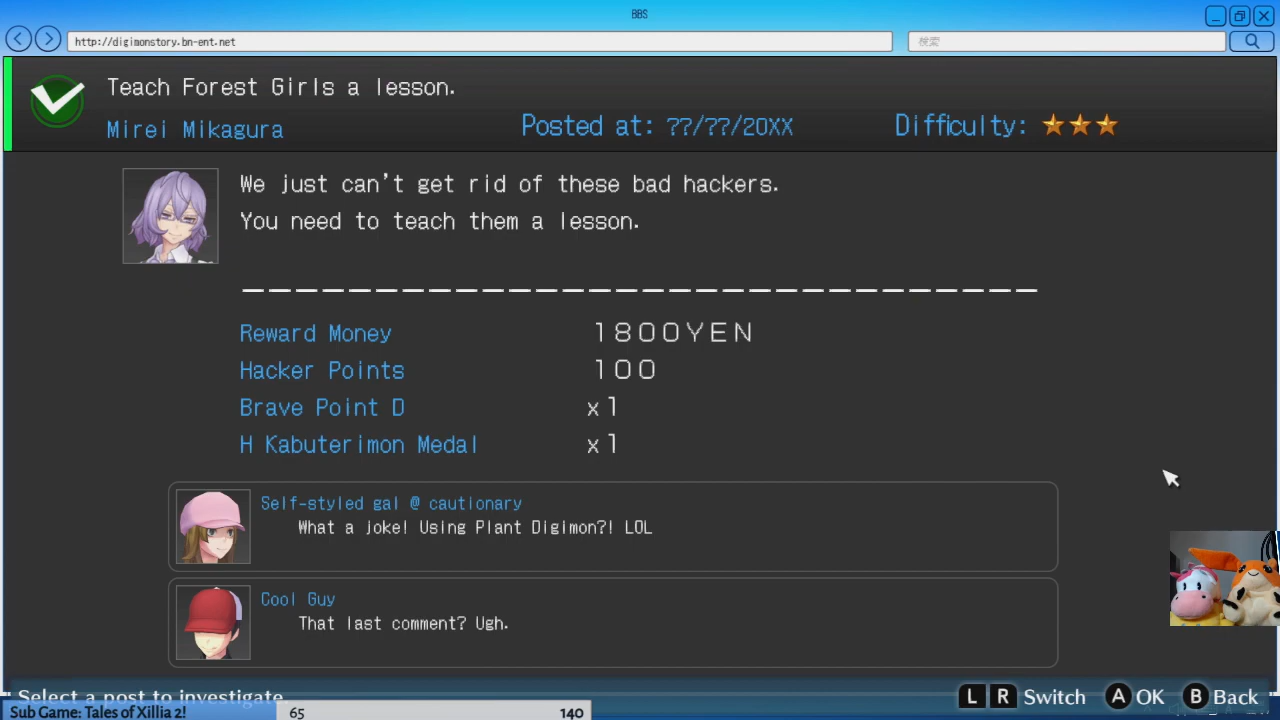 BBS
http://digimonstory.bn-ent.net
検索
Teach Forest Girls a lesson.
Mirei Mikagura
Posted at: ??/??/20XX
Difficulty: ★★★
We just can't get rid of these bad hackers.
You need to teach them a lesson.
Reward Money 1800YEN
Hacker Points 100
Brave Point D x1
H Kabuterimon Medal x1
Self-styled gal @ cautionary
What a joke! Using Plant Digimon?! LOL
Cool Guy
That last comment? Ugh.
Select a post to investigate.
L R Switch A OK B Back
Sub Game: Tales of Xillia 2!
65
140